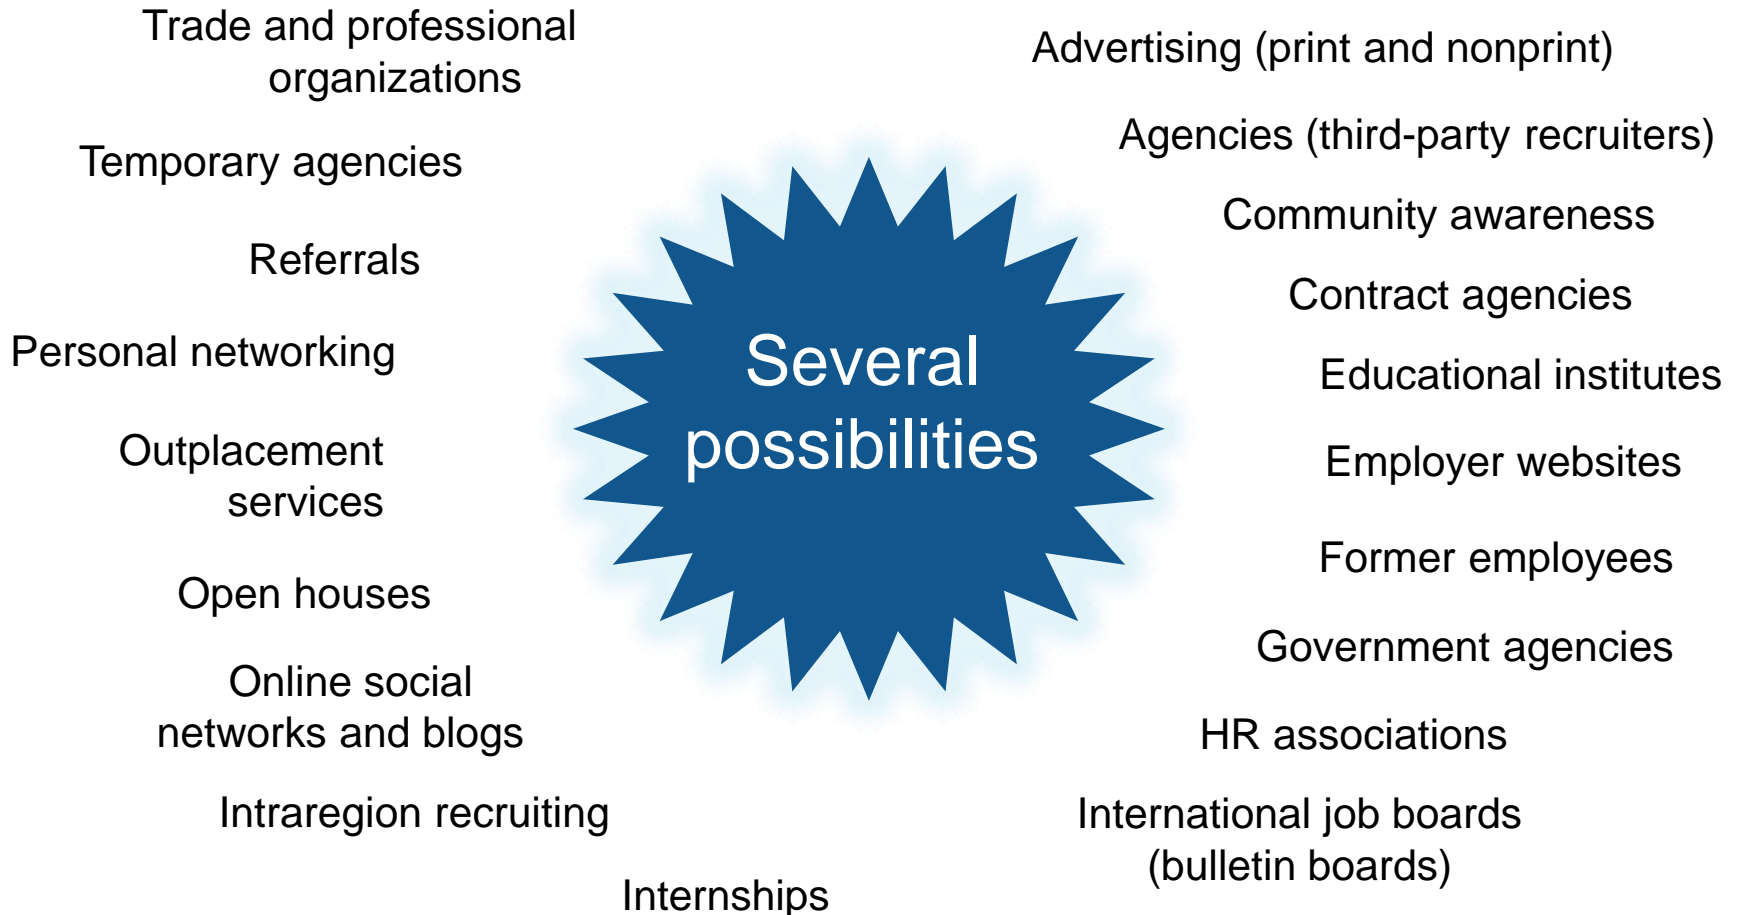 Trade and professional
organizations
Temporary agencies
Referrals
Personal networking
Outplacement
services
Open houses
Online social
networks and blogs
Intraregion recruiting
Internships
Several
possibilities
Advertising (print and nonprint)
Agencies (third-party recruiters)
Community awareness
Contract agencies
Educational institutes
Employer websites
Former employees
Government agencies
HR associations
International job boards
(bulletin boards)